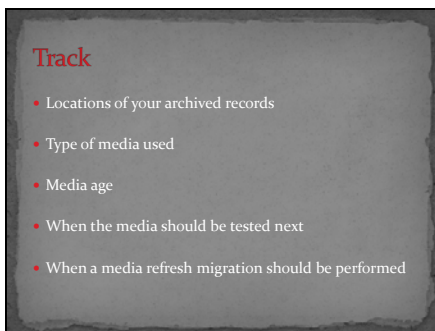 Track
• Locations of your archived records
• Type of media used
• Media age
• When the media should be tested next
• When a media refresh migration should be performed